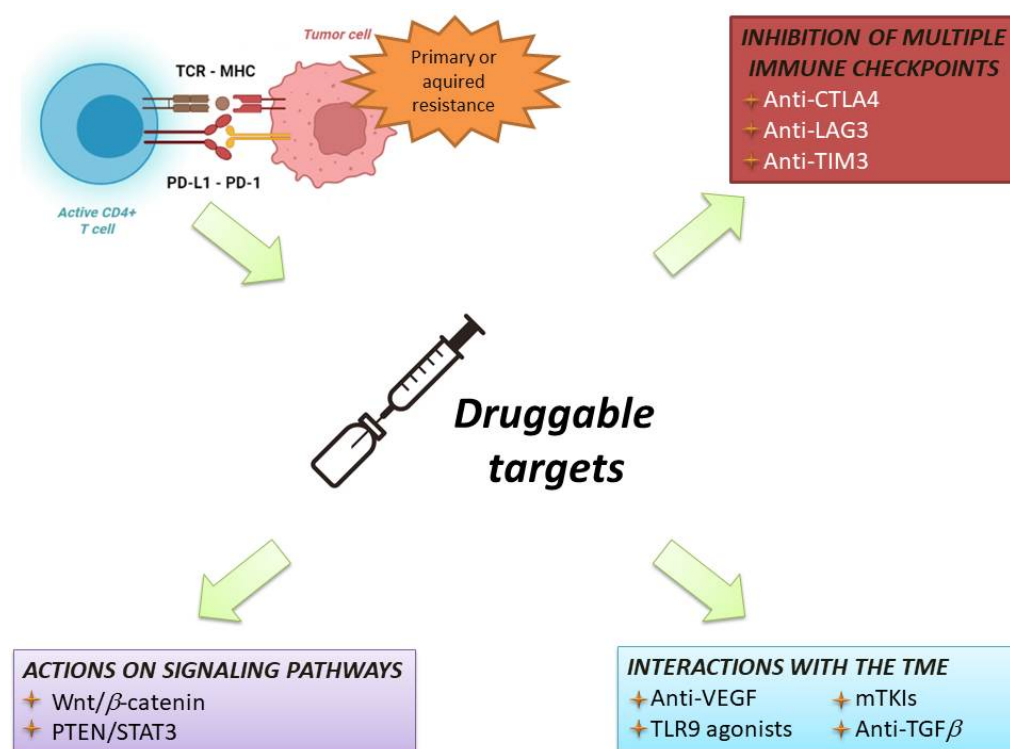 Tumor cell
TCR - MHC
Primary or
aquired
resistance
PD-L1 - PD-1
Active CD4+
T cell
INHIBITION OF MULTIPLE
IMMUNE CHECKPOINTS
Anti-CTLA4
Anti-LAG3
Anti-TIM3
Druggable
targets
ACTIONS ON SIGNALING PATHWAYS
Wnt/β-catenin
PTEN/STAT3
INTERACTIONS WITH THE TME
Anti-VEGF mTKIs
TLR9 agonists Anti-TGFβ